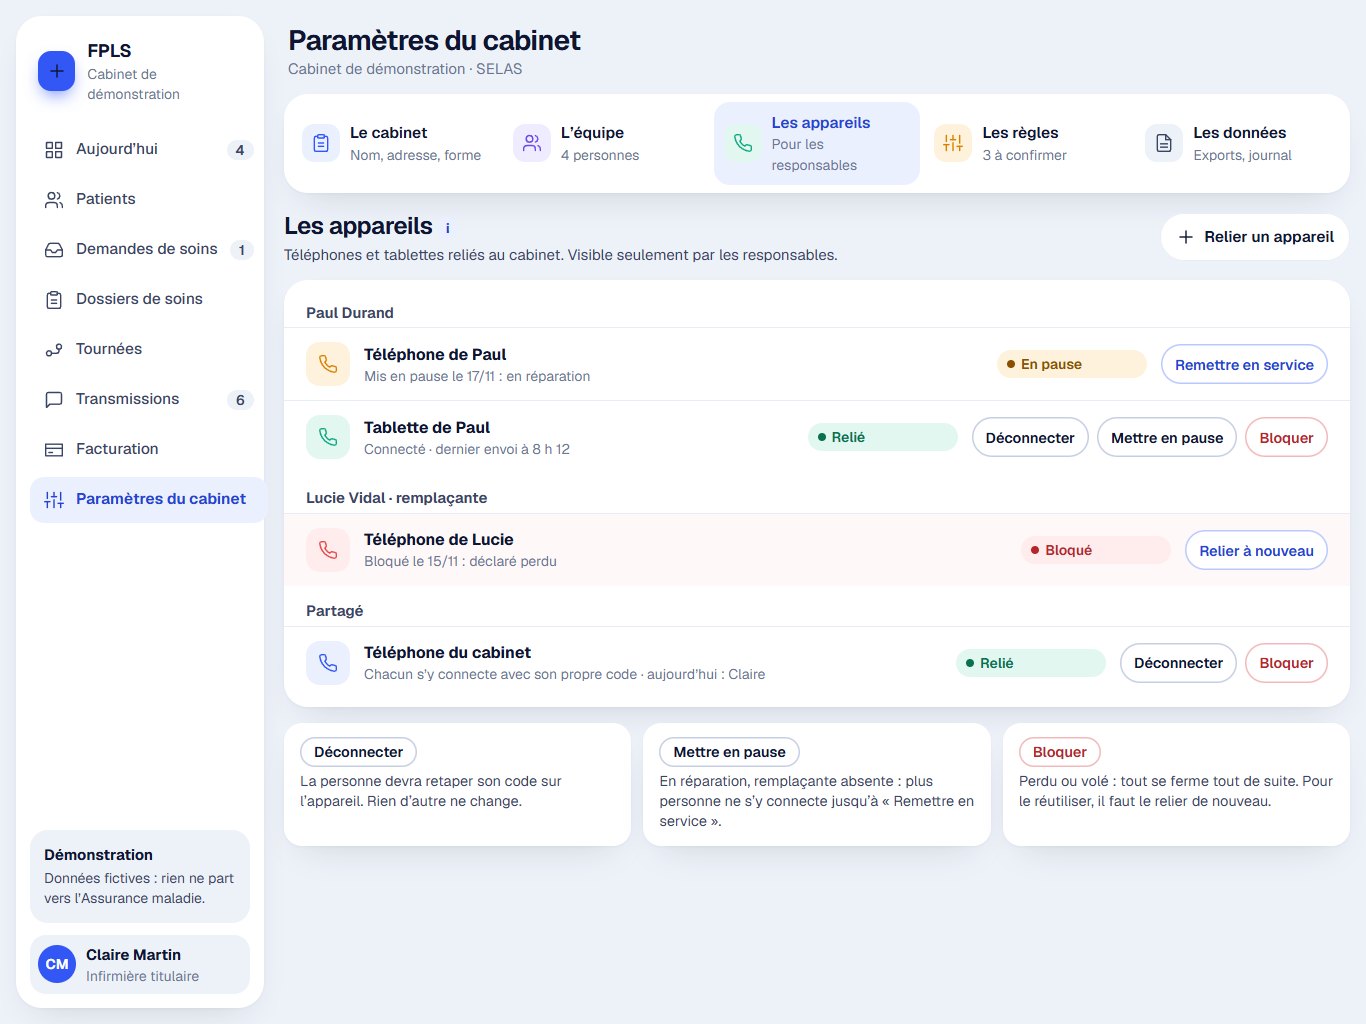 FPLS
Cabinet de
démonstration
Aujourd'hui 4
Patients
Demandes de soins 1
Dossiers de soins
Tournées
Transmissions 6
Facturation
Paramètres du cabinet
Démonstration
Données fictives : rien ne part
vers l'Assurance maladie.
CM
Claire Martin
Infirmière titulaire
Paramètres du cabinet
Cabinet de démonstration · SELAS
Le cabinet
Nom, adresse, forme
L'équipe
4 personnes
Les appareils
Pour les
responsables
Les règles
3 à confirmer
Les données
Exports, journal
Les appareils i
Téléphones et tablettes reliés au cabinet. Visible seulement par les responsables.
Relier un appareil
Paul Durand
Téléphone de Paul
Mis en pause le 17/11 : en réparation
En pause
Remettre en service
Tablette de Paul
Connecté · dernier envoi à 8 h 12
Relié
Déconnecter
Mettre en pause
Bloquer
Lucie Vidal · remplaçante
Téléphone de Lucie
Bloqué le 15/11 : déclaré perdu
Bloqué
Relier à nouveau
Partagé
Téléphone du cabinet
Chacun s'y connecte avec son propre code · aujourd'hui : Claire
Relié
Déconnecter
Bloquer
Déconnecter
La personne devra retaper son code sur
l'appareil. Rien d'autre ne change.
Mettre en pause
En réparation, remplaçante absente : plus
personne ne s'y connecte jusqu'à « Remettre en
service ».
Bloquer
Perdu ou volé : tout se ferme tout de suite. Pour
le réutiliser, il faut le relier de nouveau.